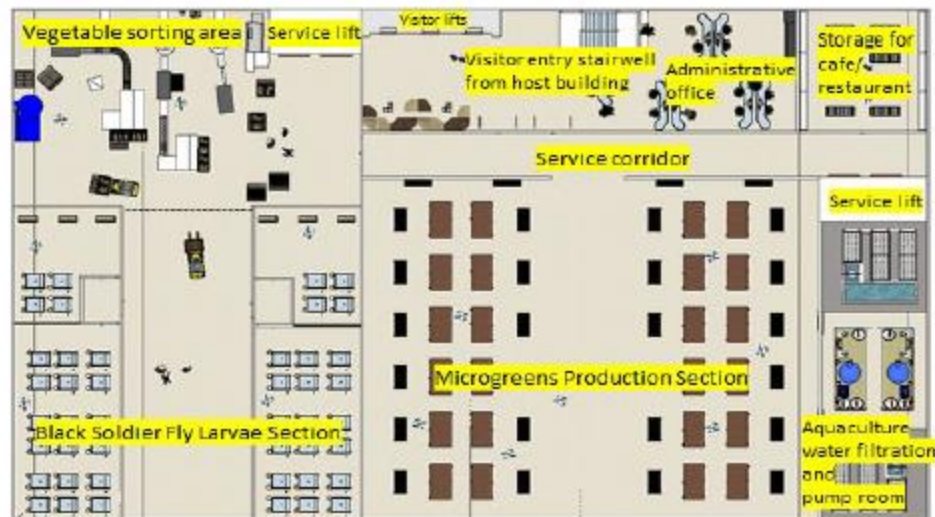 Vegetable sorting area
Service lift
Visitor lifts
Visitor entry stairwell
from host building
Administrative
office
Storage for
cafe/
restaurant
Service corridor
Service lift
Microgreens Production Section
Black Soldier Fly Larvae Section
Aquaculture
water filtration
and
pump room